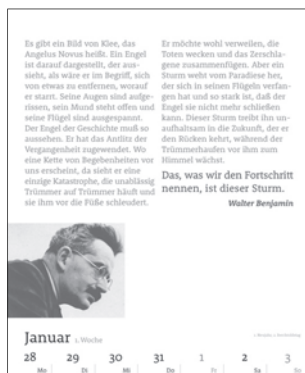 Es gibt ein Bild von Klee, das
Angelus Novus heißt. Ein Engel
ist darauf dargestellt, der aus-
sieht, als wäre er im Begriff, sich
von etwas zu entfernen, worauf
er starrt. Seine Augen sind aufge-
rissen, sein Mund steht offen und
seine Flügel sind ausgespannt.
Der Engel der Geschichte muß so
aussehen. Er hat das Antlitz der
Vergangenheit zugewendet. Wo
eine Kette von Begebenheiten vor
uns erscheint, da sieht er eine
einzige Katastrophe, die unablässig
Trümmer auf Trümmer häuft und
sie ihm vor die Füße schleudert.
Er möchte wohl verweilen, die
Toten wecken und das Zerschla-
gene zusammenfügen. Aber ein
Sturm weht vom Paradiese her,
der sich in seinen Flügeln verfan-
gen hat und so stark ist, daß der
Engel sie nicht mehr schließen
kann. Dieser Sturm treibt ihn un-
aufhaltsam in die Zukunft, der er
den Rücken kehrt, während der
Trümmerhaufen vor ihm zum
Himmel wächst.
Das, was wir den Fortschritt
nennen, ist dieser Sturm.
Walter Benjamin
Januar 1. Woche
28 29 30 31 1 2 3
Mo Di Mi Do Fr Sa So